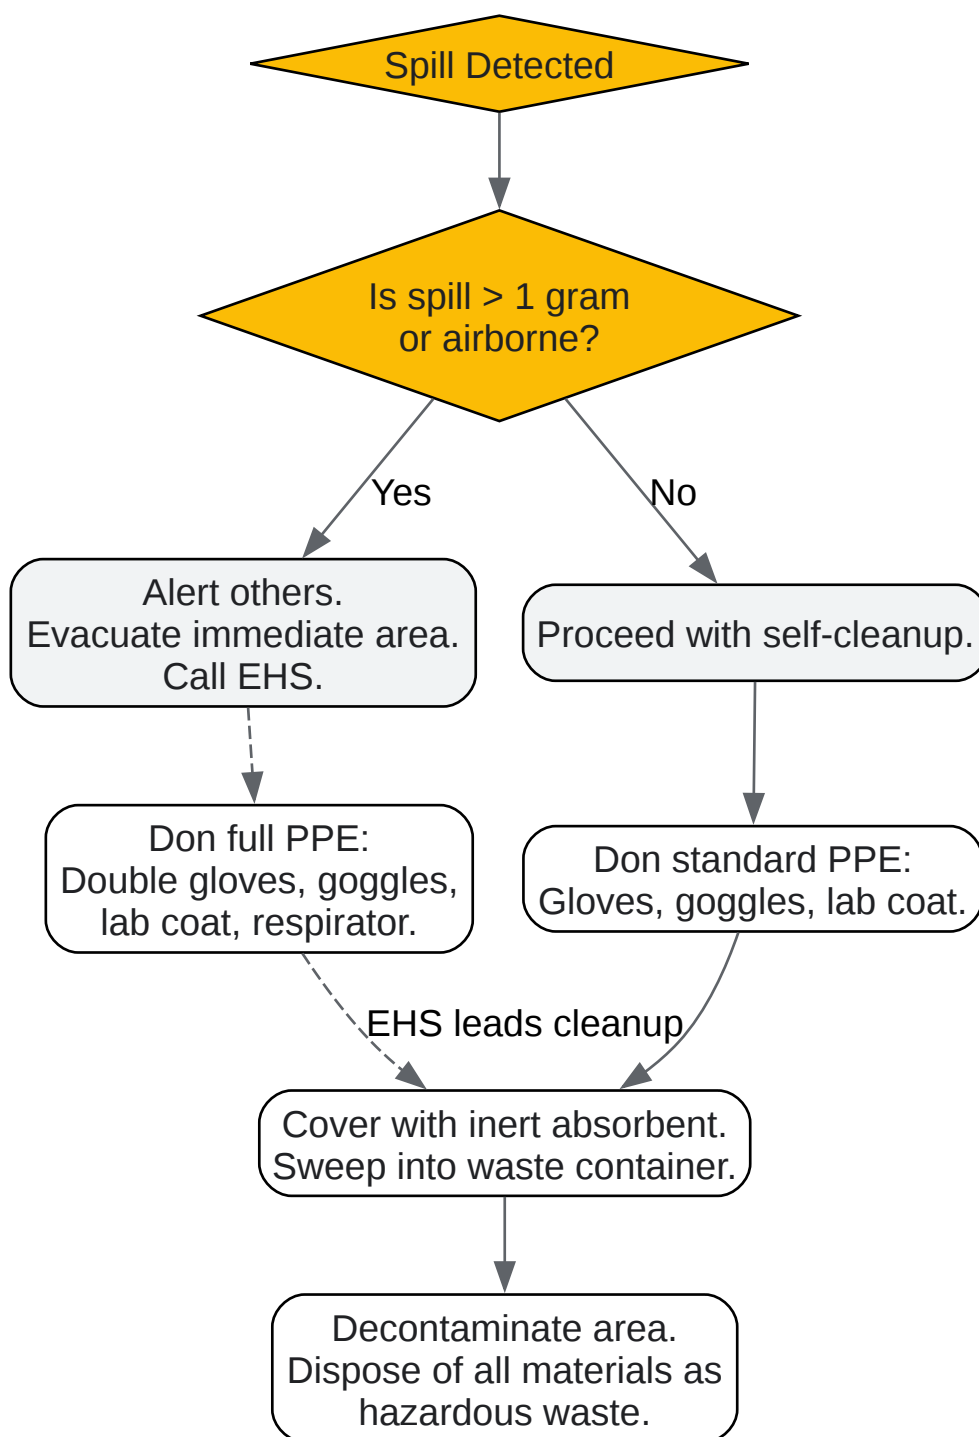 Spill Detected
Is spill > 1 gram
or airborne?
Yes
No
Alert others.
Evacuate immediate area.
Call EHS.
Proceed with self-cleanup.
Don full PPE:
Double gloves, goggles,
lab coat, respirator.
Don standard PPE:
Gloves, goggles, lab coat.
EHS leads cleanup
Cover with inert absorbent.
Sweep into waste container.
Decontaminate area.
Dispose of all materials as
hazardous waste.